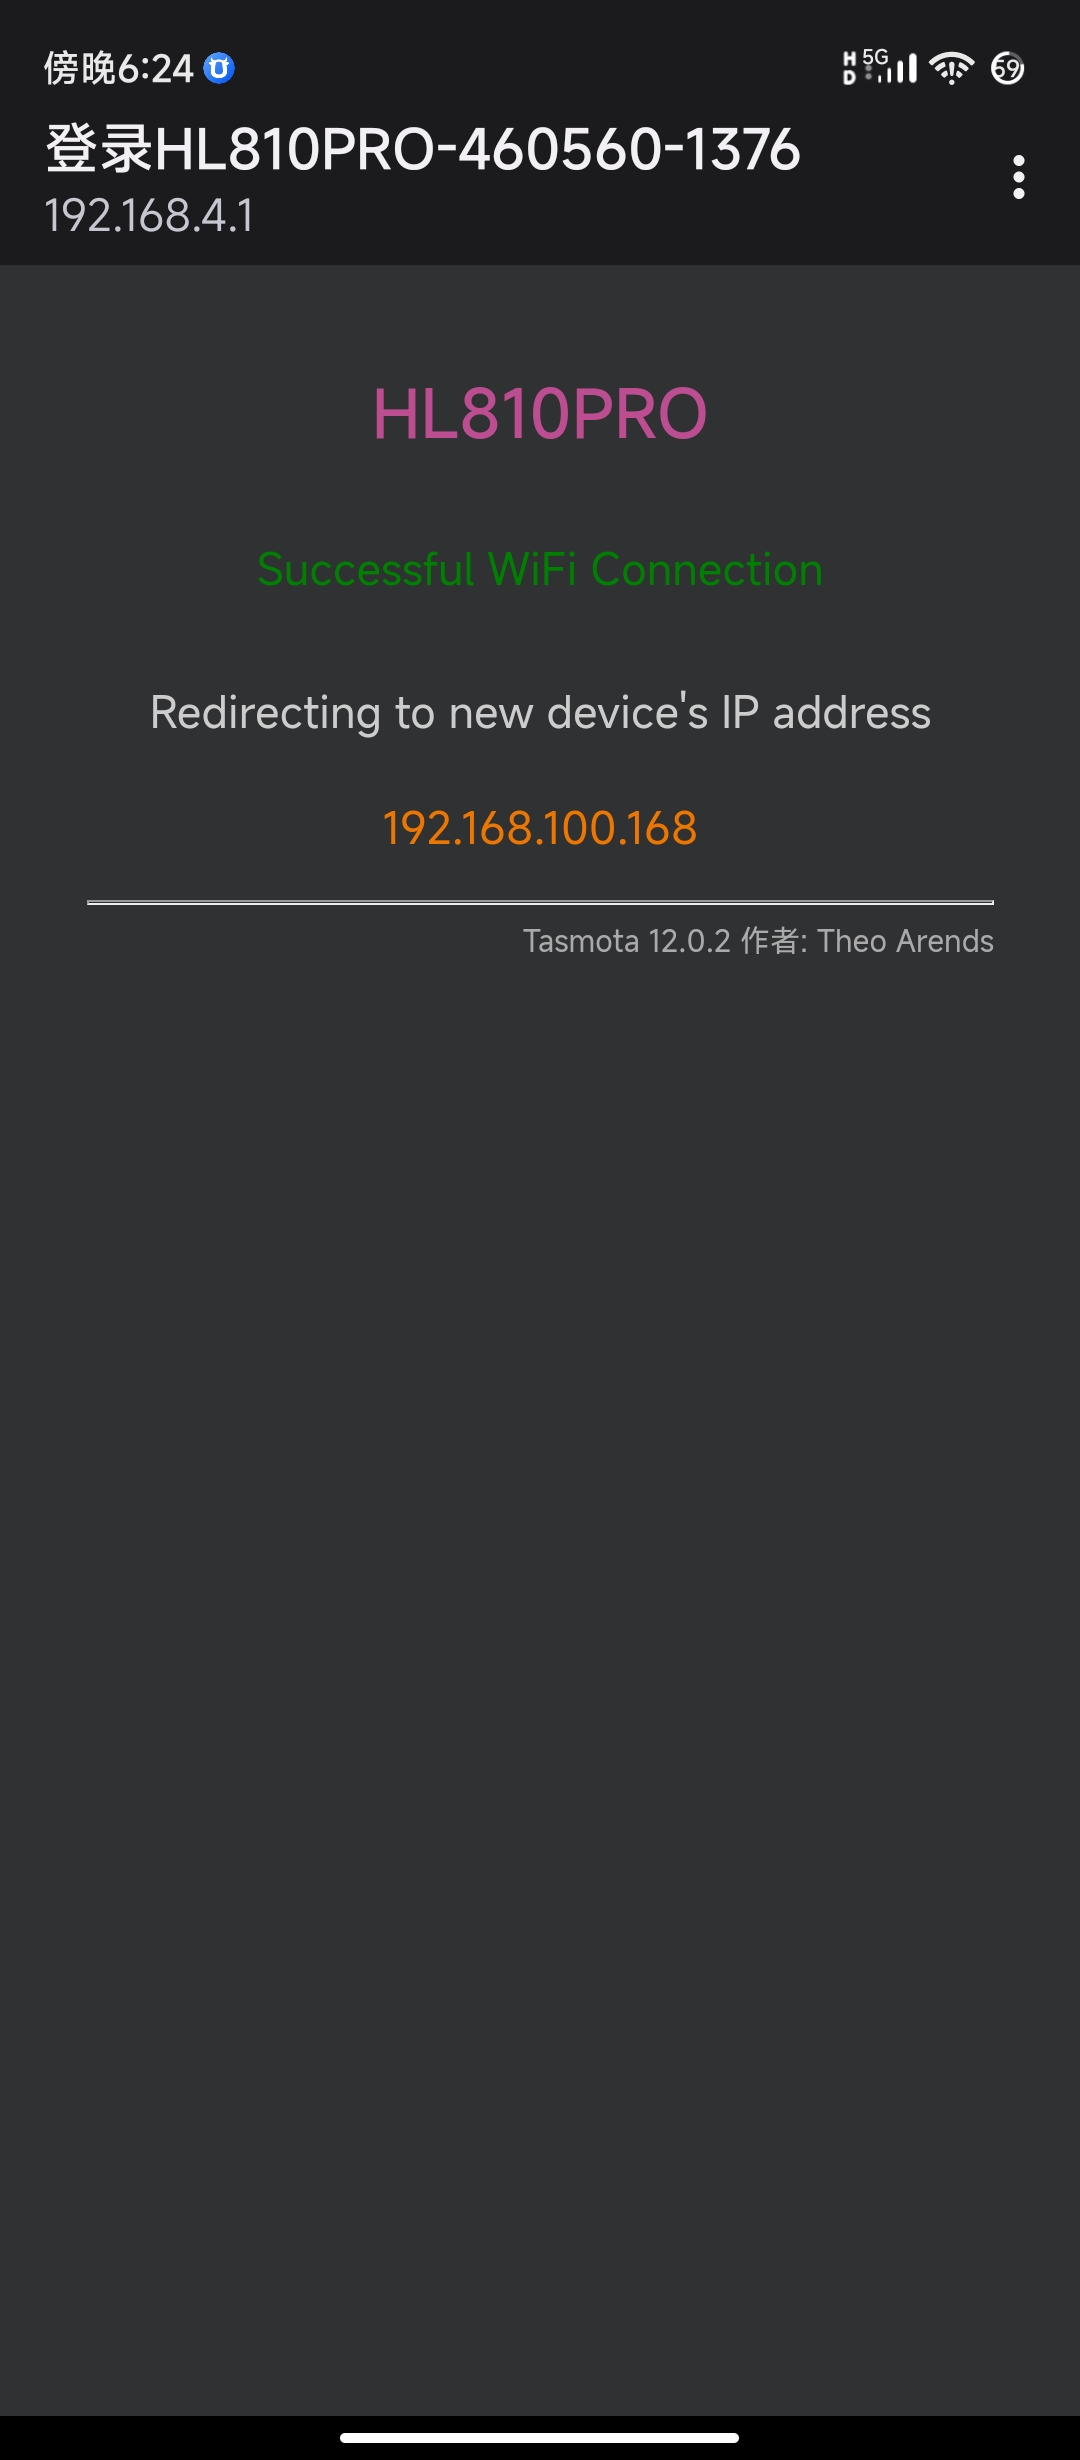 傍晚6:24
HD 5G 59
登录HL810PRO-460560-1376
192.168.4.1
HL810PRO
Successful WiFi Connection
Redirecting to new device's IP address
192.168.100.168
Tasmota 12.0.2 作者: Theo Arends